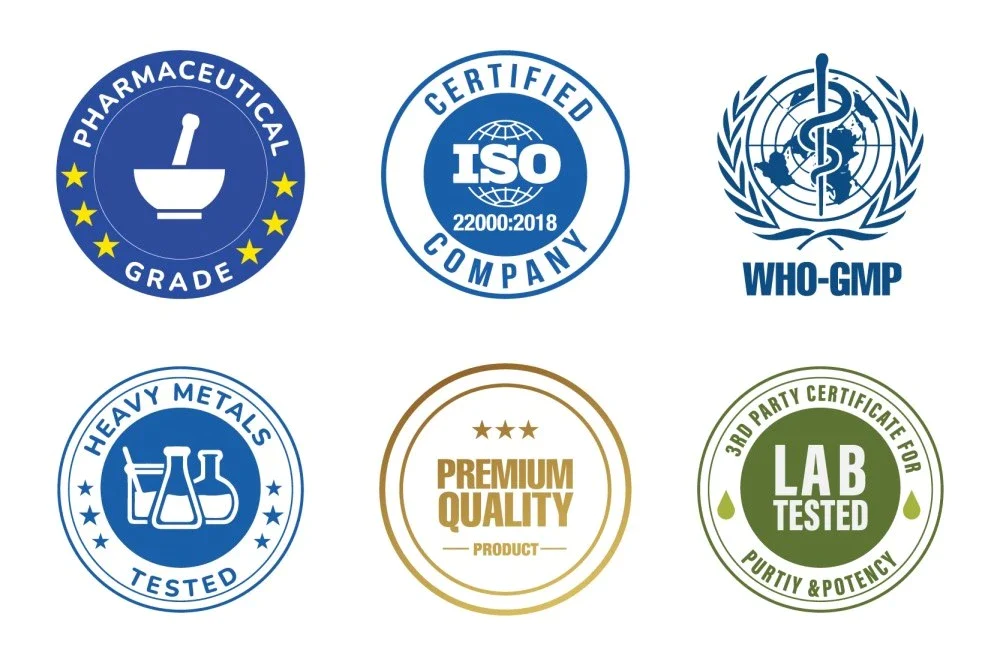 PHARMACEUTICAL
GRADE
CERTIFIED
ISO
22000:2018
COMPANY
WHO-GMP
HEAVY METALS
TESTED
PREMIUM
QUALITY
PRODUCT
3RD PARTY CERTIFICATE FOR
LAB
TESTED
PURTIY &POTENCY